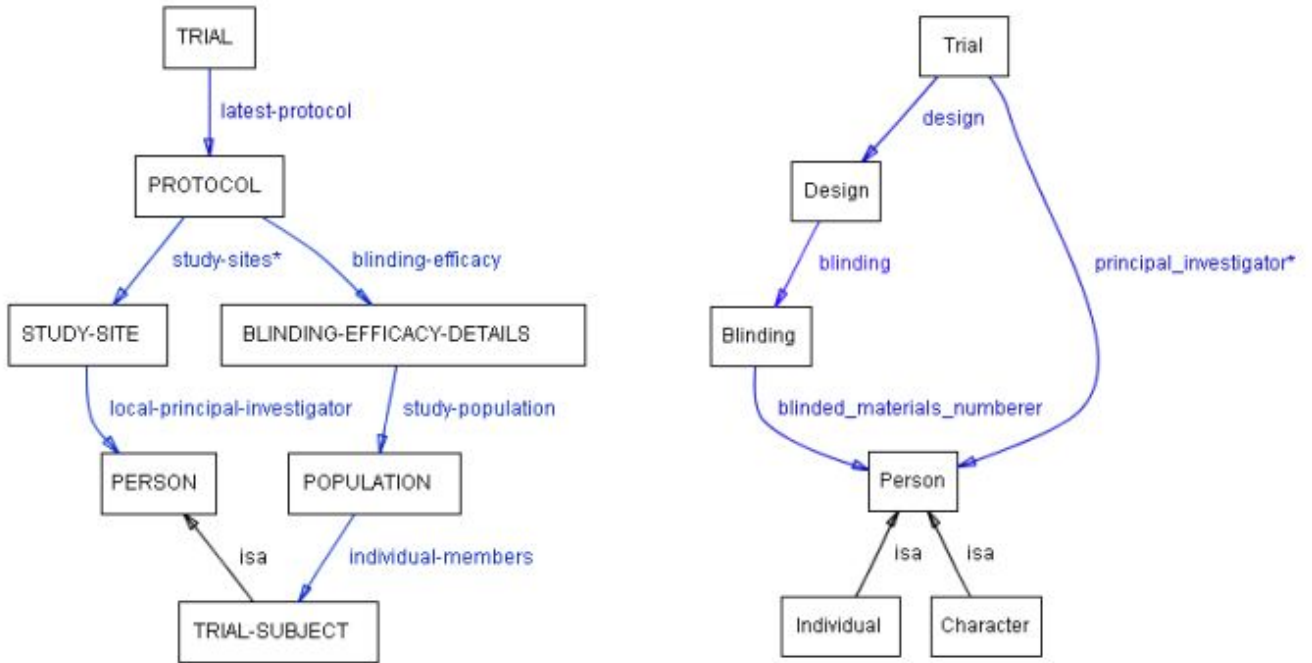 TRIAL
latest-protocol
PROTOCOL
study-sites*
blinding-efficacy
STUDY-SITE
BLINDING-EFFICACY-DETAILS
local-principal-investigator
study-population
PERSON
POPULATION
isa
individual-members
TRIAL-SUBJECT
Trial
design
Design
blinding
principal_investigator*
Blinding
blinded_materials_numberer
Person
isa
isa
Individual
Character